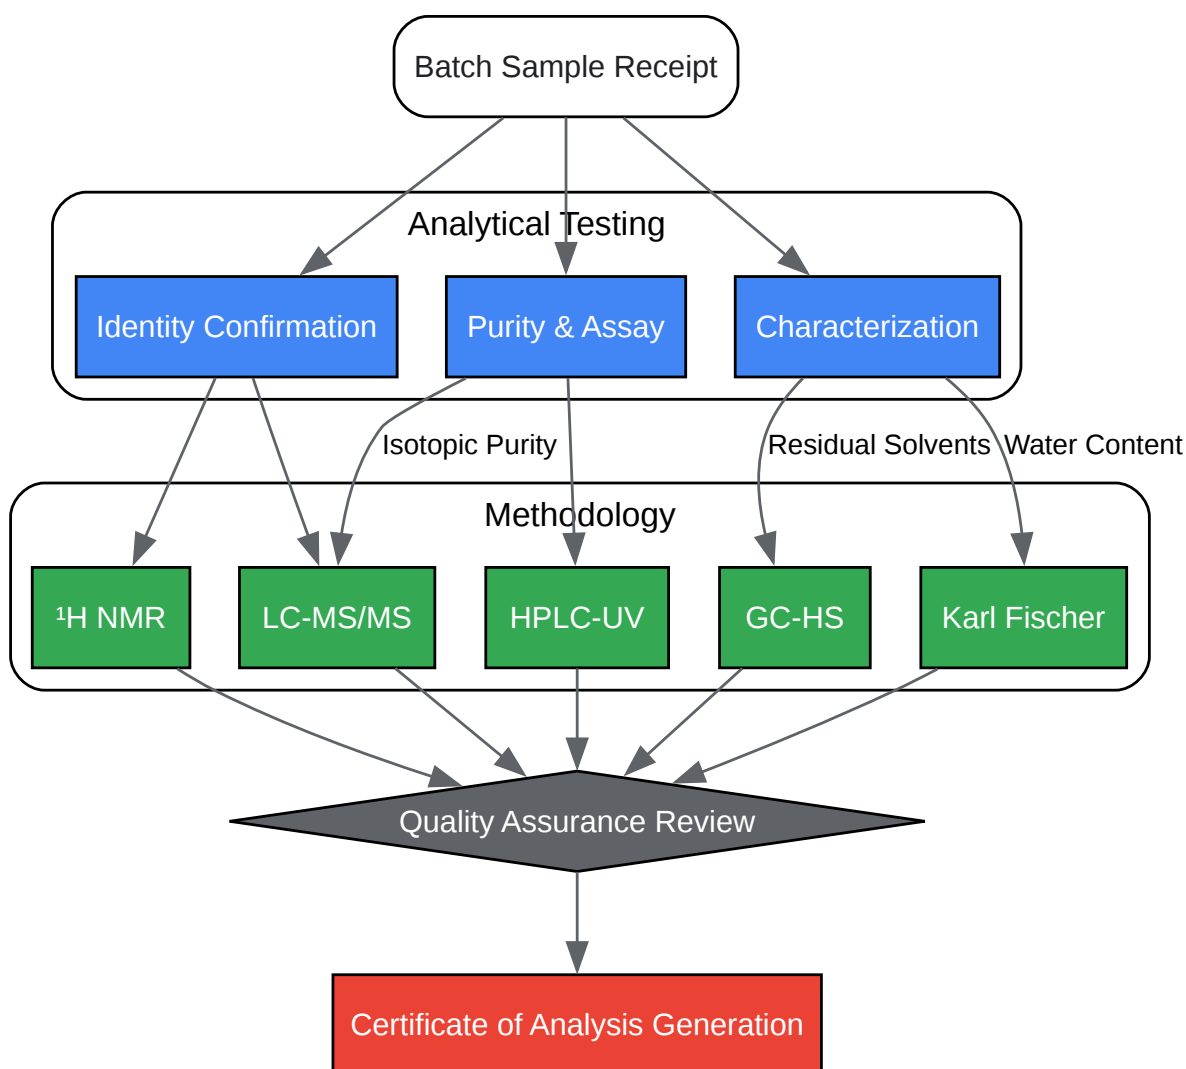 Batch Sample Receipt
Analytical Testing
Identity Confirmation
Purity & Assay
Characterization
Isotopic Purity
Residual Solvents
Water Content
Methodology
¹H NMR
LC-MS/MS
HPLC-UV
GC-HS
Karl Fischer
Quality Assurance Review
Certificate of Analysis Generation